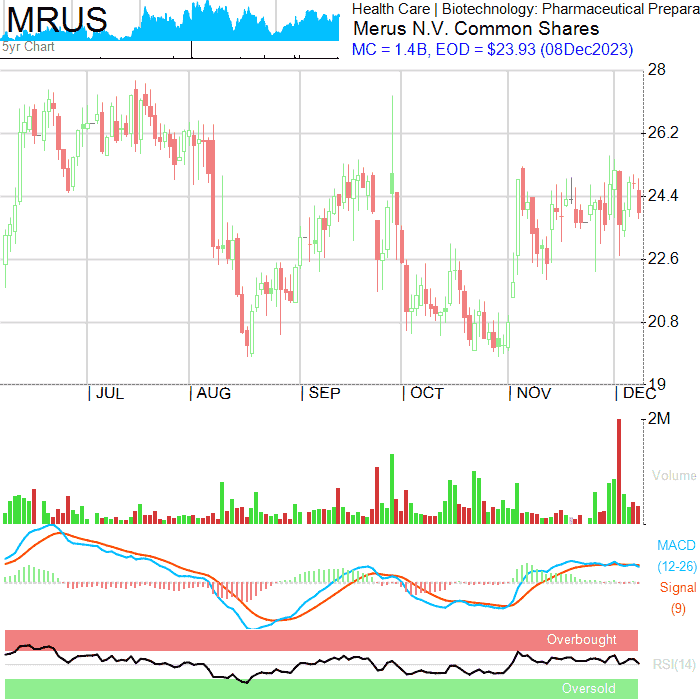 MRUS
5yr Chart
Health Care | Biotechnology: Pharmaceutical Prepara
Merus N.V. Common Shares
MC = 1.4B, EOD = $23.93 (08Dec2023)
28
26.2
24.4
22.6
20.8
19
JUL
AUG
SEP
OCT
NOV
DEC
2M
Volume
MACD
(12-26)
Signal
(9)
Overbought
RSI(14)
Oversold